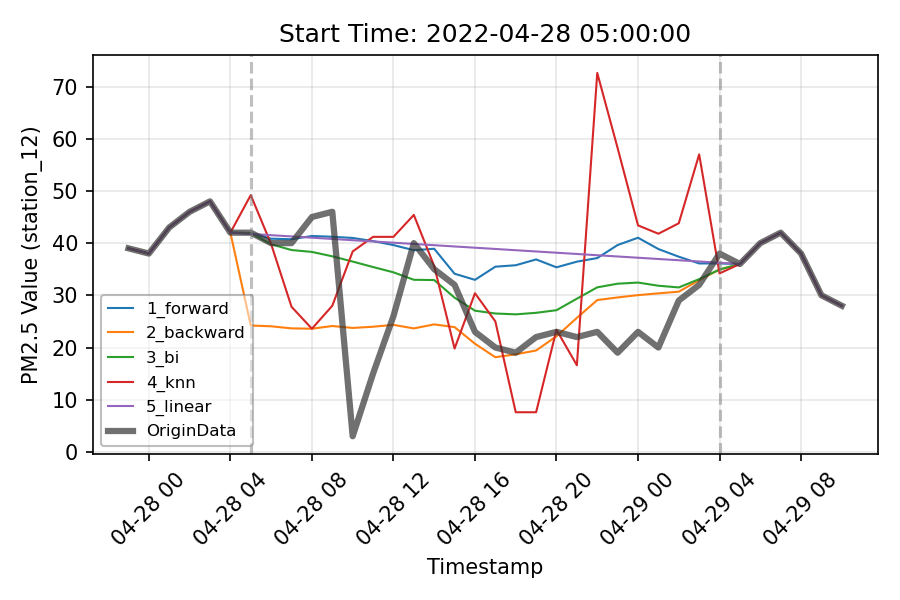 Start Time: 2022-04-28 05:00:00
PM2.5 Value (station_12)
70
60
50
40
30
20
10
0
1_forward
2_backward
3_bi
4_knn
5_linear
OriginData
04-28 00
04-28 04
04-28 08
04-28 12
04-28 16
04-28 20
04-29 00
04-29 04
04-29 08
Timestamp